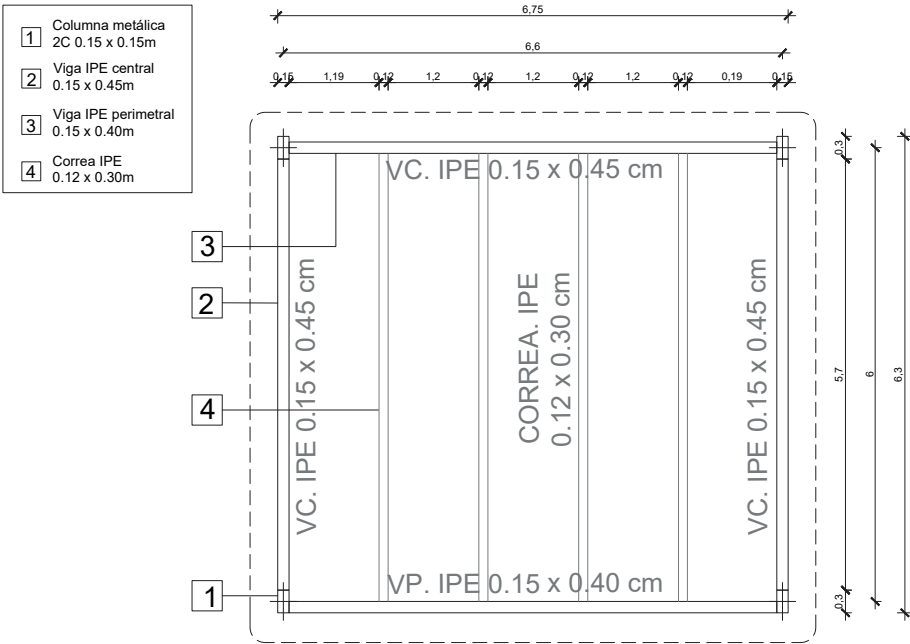 1
Columna metálica
2C 0.15 x 0.15m
2
Viga IPE central
0.15 x 0.45m
3
Viga IPE perimetral
0.15 x 0.40m
4
Correa IPE
0.12 x 0.30m
6,75
6,6
0,15 1,19 0,12 1,2 0,12 1,2 0,12 1,2 0,12 0,19 0,15
VC. IPE 0.15 x 0.45 cm
3
2
VC. IPE 0.15 x 0.45 cm
CORREA. IPE
0.12 x 0.30 cm
VC. IPE 0.15 x 0.45 cm
4
VP. IPE 0.15 x 0.40 cm
1
0,3
5,7
0,3
6
6,3